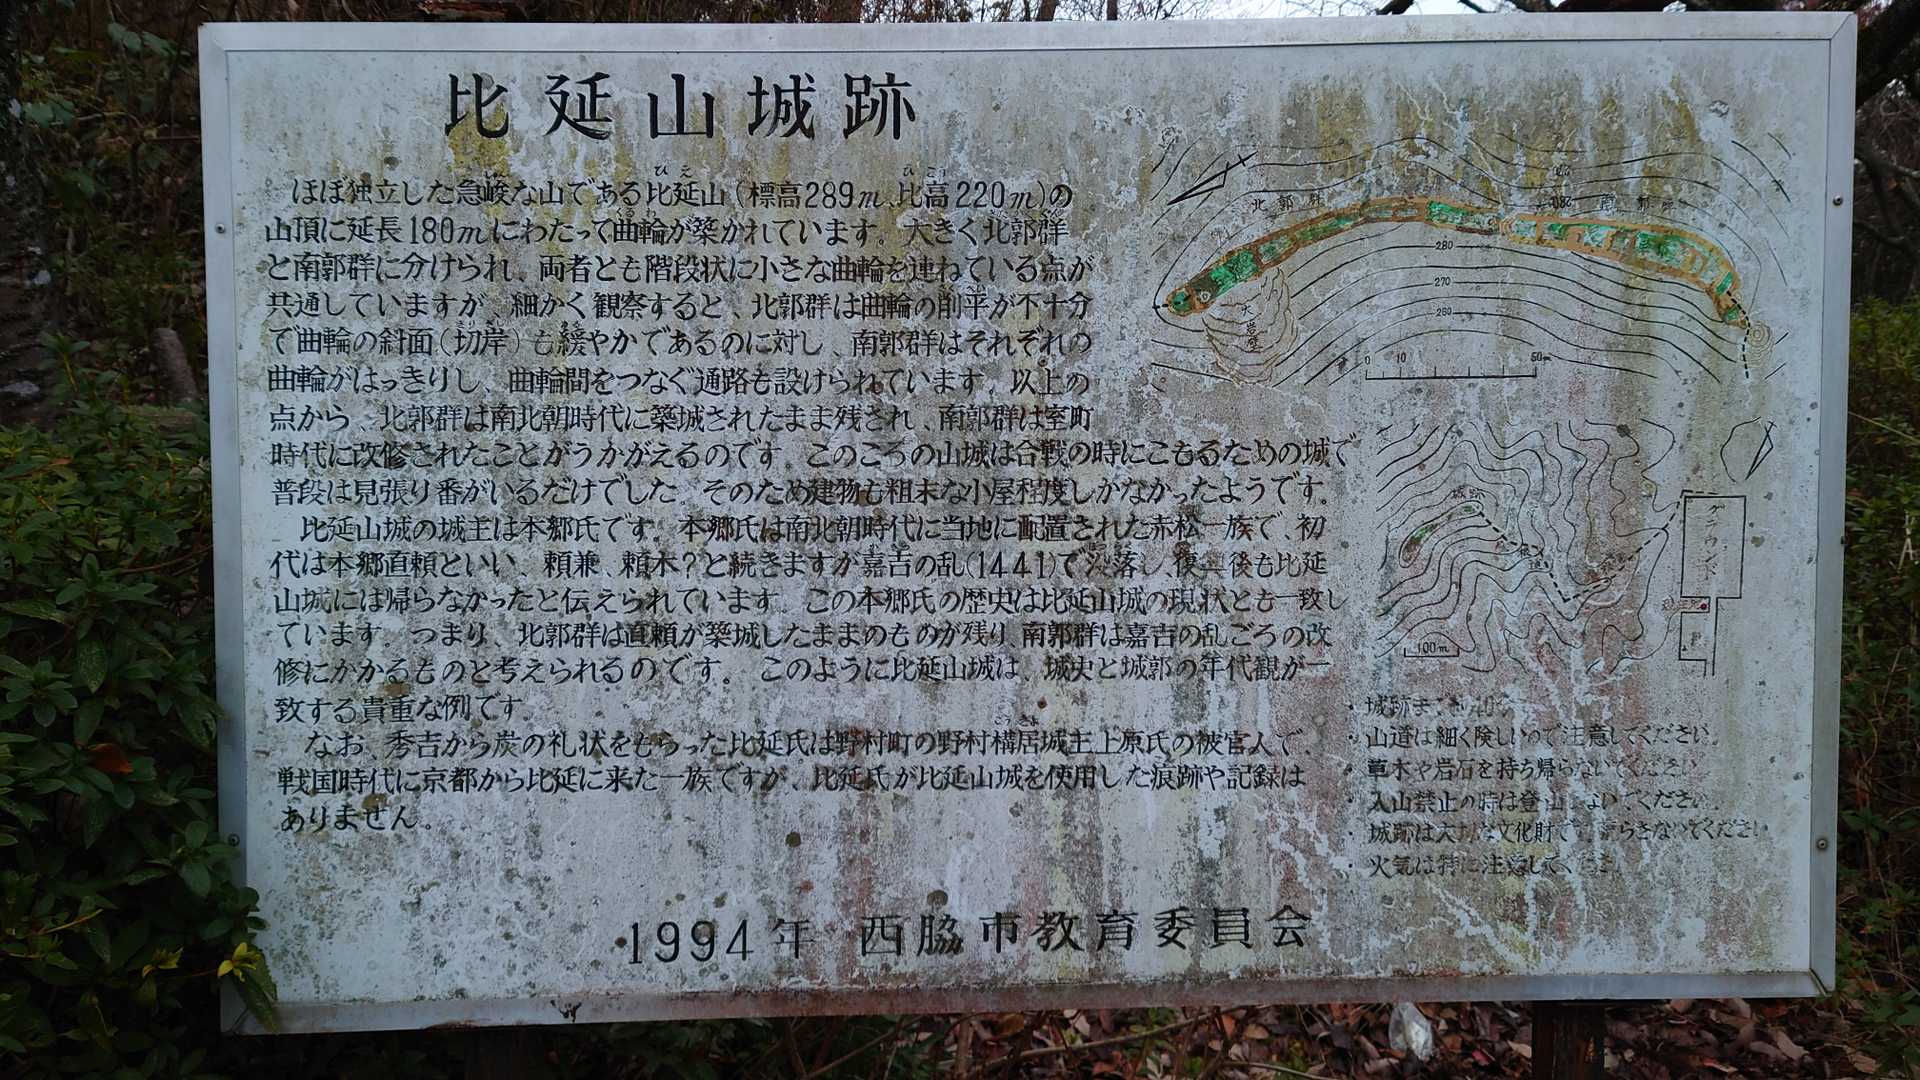 比延山城跡
ほぼ独立した急峻な山である比延山(標高289m、比高220m)の
山頂に延長180mにわたって曲輪が築かれています。大きく北郭群
と南郭群に分けられ、両者とも階段状に小さな曲輪を連ねている点が
共通していますが、細かく観察すると、北郭群は曲輪の削平が不十分
で曲輪の斜面(切岸)も緩やかであるのに対し、南郭群はそれぞれの
曲輪がはっきりし、曲輪間をつなぐ通路も設けられています。以上の
点から、北郭群は南北朝時代に築城されたまま残され、南郭群は室町
時代に改修されたことがうかがえるのです。このころの山城は合戦の時にこもるための城で
普段は見張り番がいるだけでした。そのため建物も粗末な小屋程度しかなかったようです。
比延山城の城主は本郷氏です。本郷氏は南北朝時代に当地に配置された赤松一族で、初
代は本郷直頼といい、頼兼、頼木?と続きますが嘉吉の乱(1441)で落し、復後も比延
山城には帰らなかったと伝えられています。この本郷氏の歴史は比延山城の現状とも一致し
ています。つまり、北郭群は直頼が築城したままのものが残り、南郭群は嘉吉の乱ごろの改
修にかかるものと考えられるのです。このように比延山城は、城史と城郭の年代観が一
致する貴重な例です。
なお、秀吉から炭の礼状をもらった比延氏は野村町の野村構居城主上原氏の被官人で、
戦国時代に京都から比延に来た一族ですが、比延氏が比延山城を使用した痕跡や記録は
ありません。
1994年 西脇市教育委員会
北郭群
南郭群
280
270
260
大岩壁
0 10 50m
城跡
グラウンド
100m
・城跡まで
・山道は細く険しいので注意してください。
・草木や岩石を持ち帰らないでください
・入山禁止の時は登山しないでください
・城跡は大切な文化財です 荒らさないでください
・火気は特に注意してください